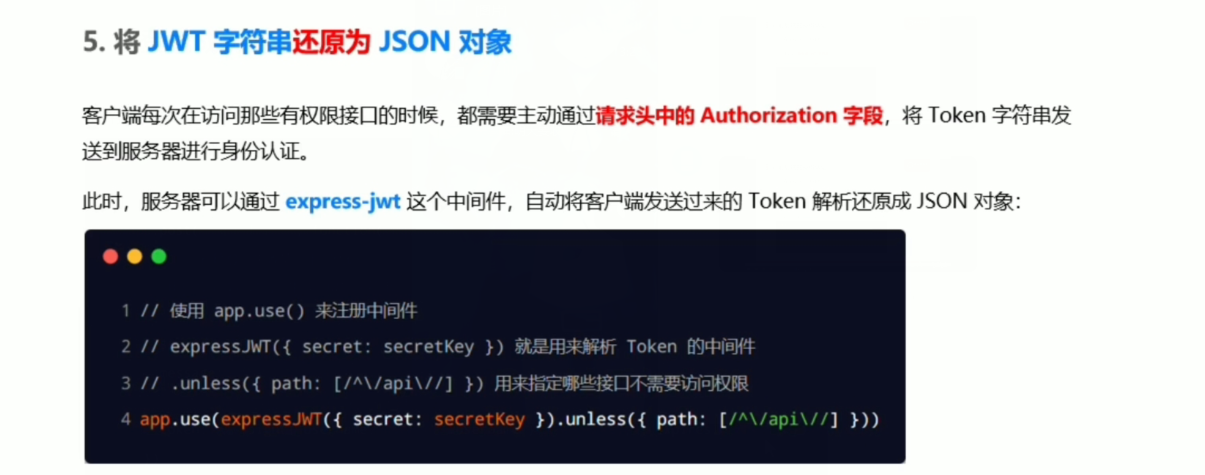 5. 将 JWT 字符串还原为 JSON 对象
客户端每次在访问那些有权限接口的时候，都需要主动通过请求头中的 Authorization 字段，将 Token 字符串发
送到服务器进行身份认证。
此时，服务器可以通过 express-jwt 这个中间件，自动将客户端发送过来的 Token 解析还原成 JSON 对象：
1 // 使用 app.use() 来注册中间件
2 // expressJWT({ secret: secretKey }) 就是用来解析 Token 的中间件
3 // .unless({ path: [/^\/api\//] }) 用来指定哪些接口不需要访问权限
4 app.use(expressJWT({ secret: secretKey }).unless({ path: [/^\/api\//] }))